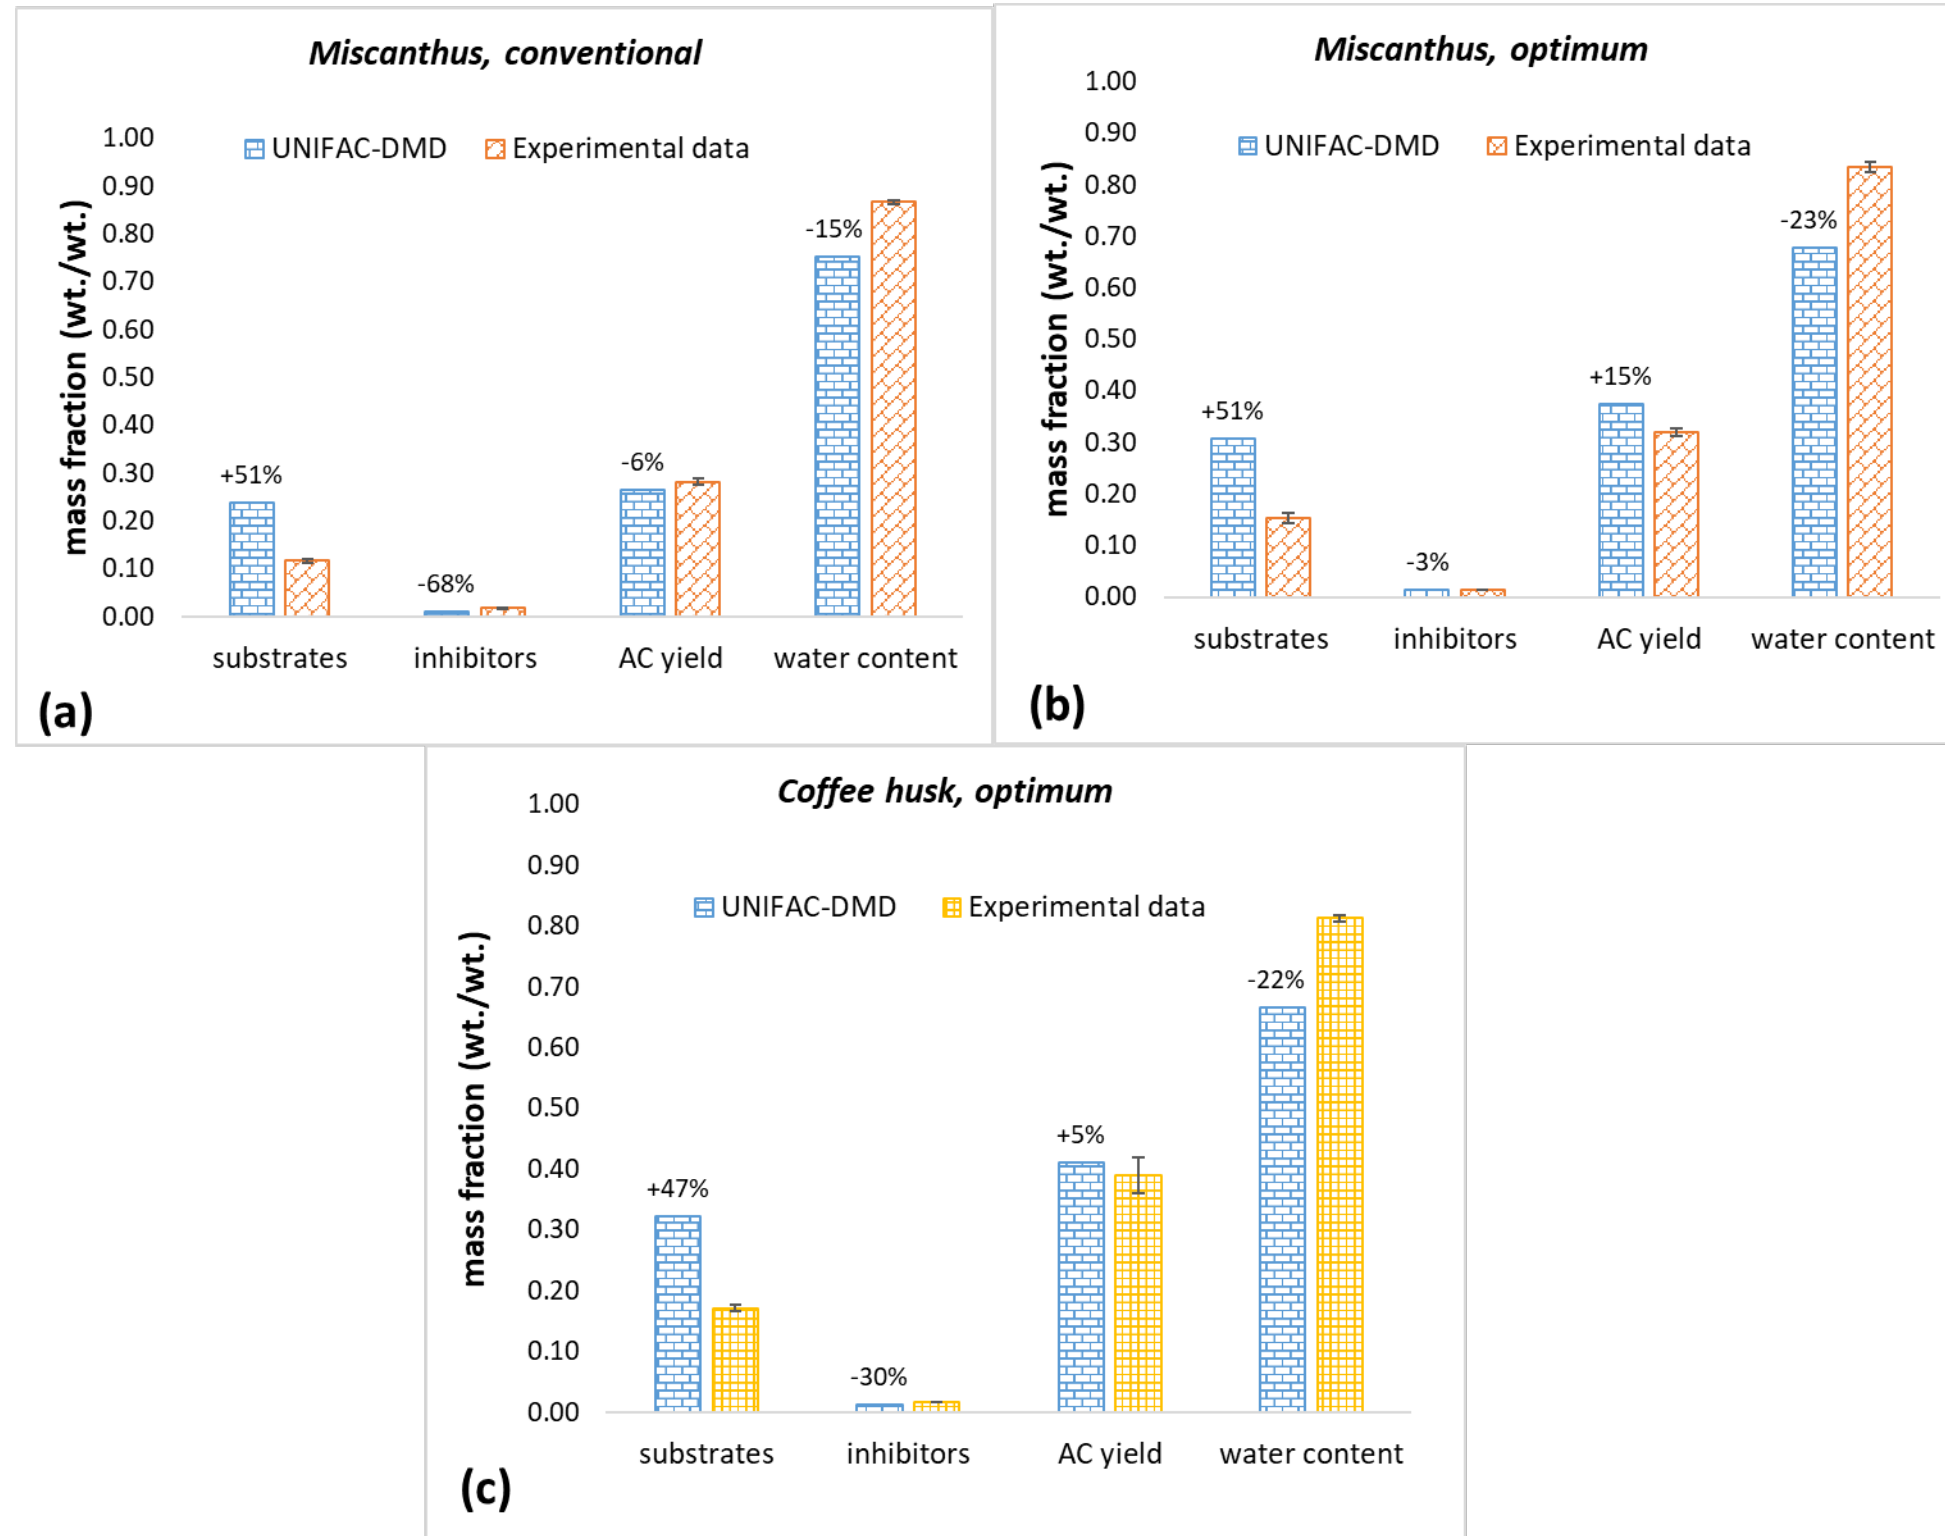 Miscanthus, conventional
1.00
0.90
0.80
0.70
0.60
0.50
0.40
0.30
0.20
0.10
0.00
mass fraction (wt./wt.)
UNIFAC-DMD
Experimental data
+51%
-68%
-6%
-15%
substrates
inhibitors
AC yield
water content
(a)
Miscanthus, optimum
1.00
0.90
0.80
0.70
0.60
0.50
0.40
0.30
0.20
0.10
0.00
mass fraction (wt./wt.)
UNIFAC-DMD
Experimental data
+51%
-3%
+15%
-23%
substrates
inhibitors
AC yield
water content
(b)
Coffee husk, optimum
1.00
0.90
0.80
0.70
0.60
0.50
0.40
0.30
0.20
0.10
0.00
mass fraction (wt./wt.)
UNIFAC-DMD
Experimental data
+47%
-30%
+5%
-22%
substrates
inhibitors
AC yield
water content
(c)